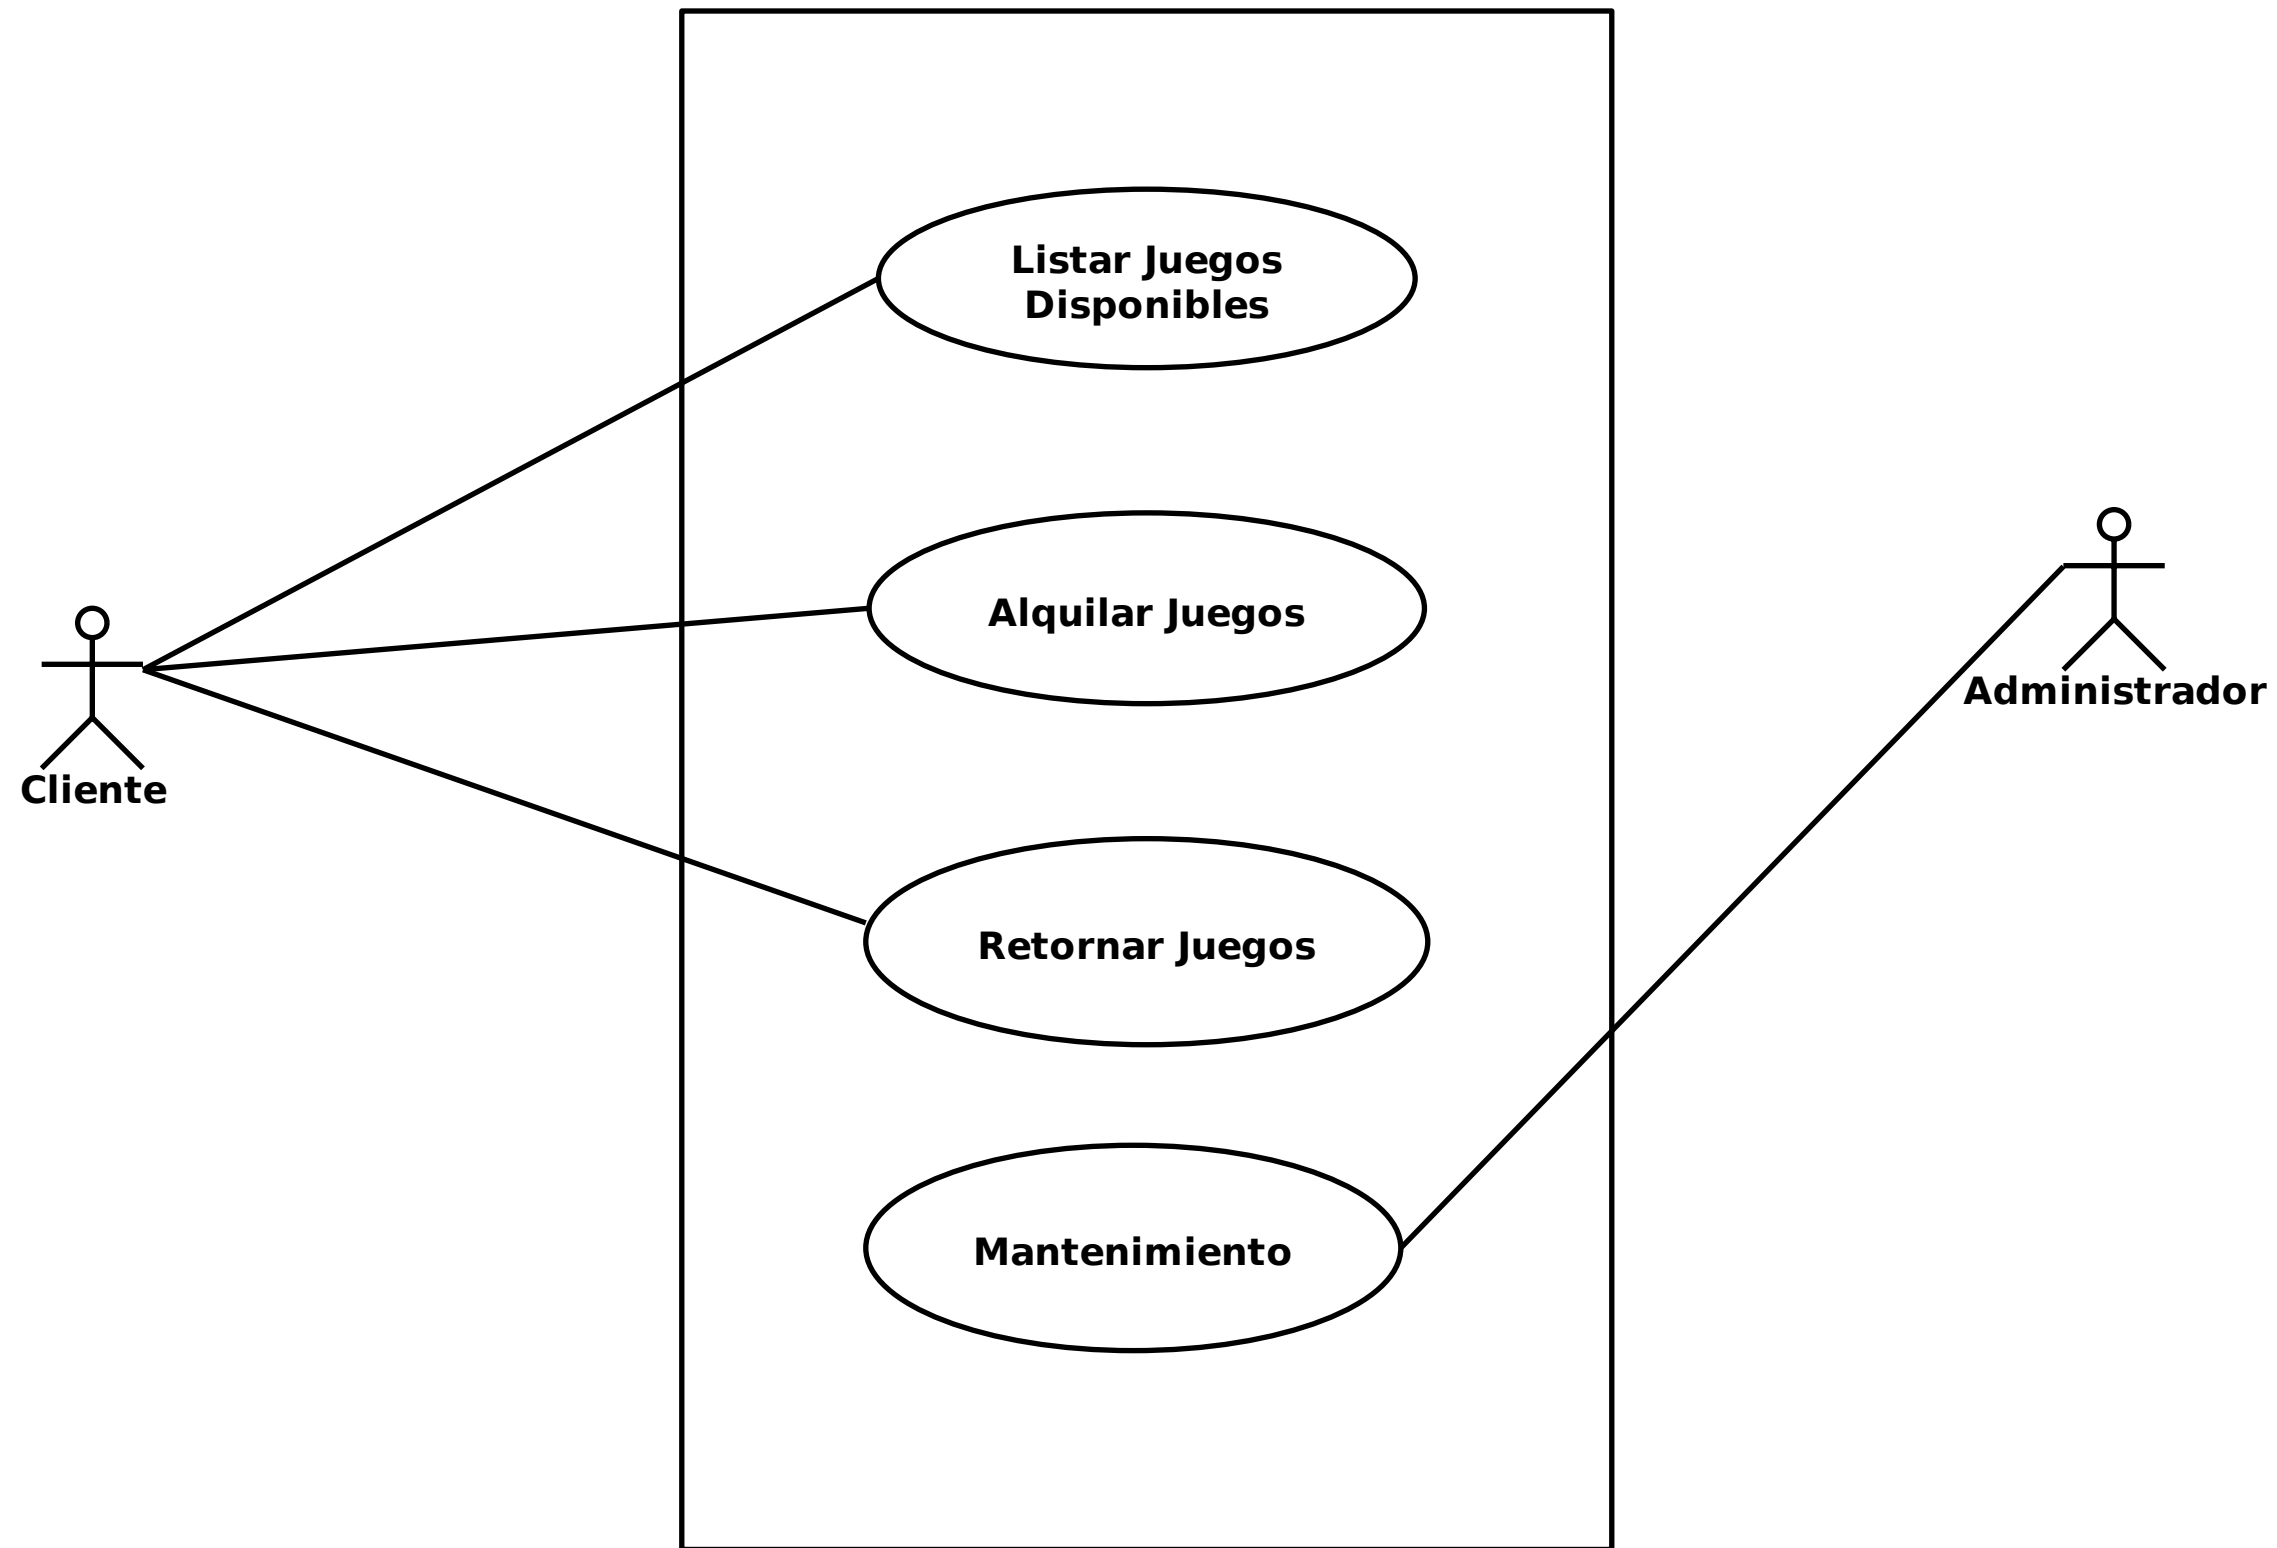 Listar Juegos
Disponibles
Alquilar Juegos
Administrador
Cliente
Retornar Juegos
Mantenimiento